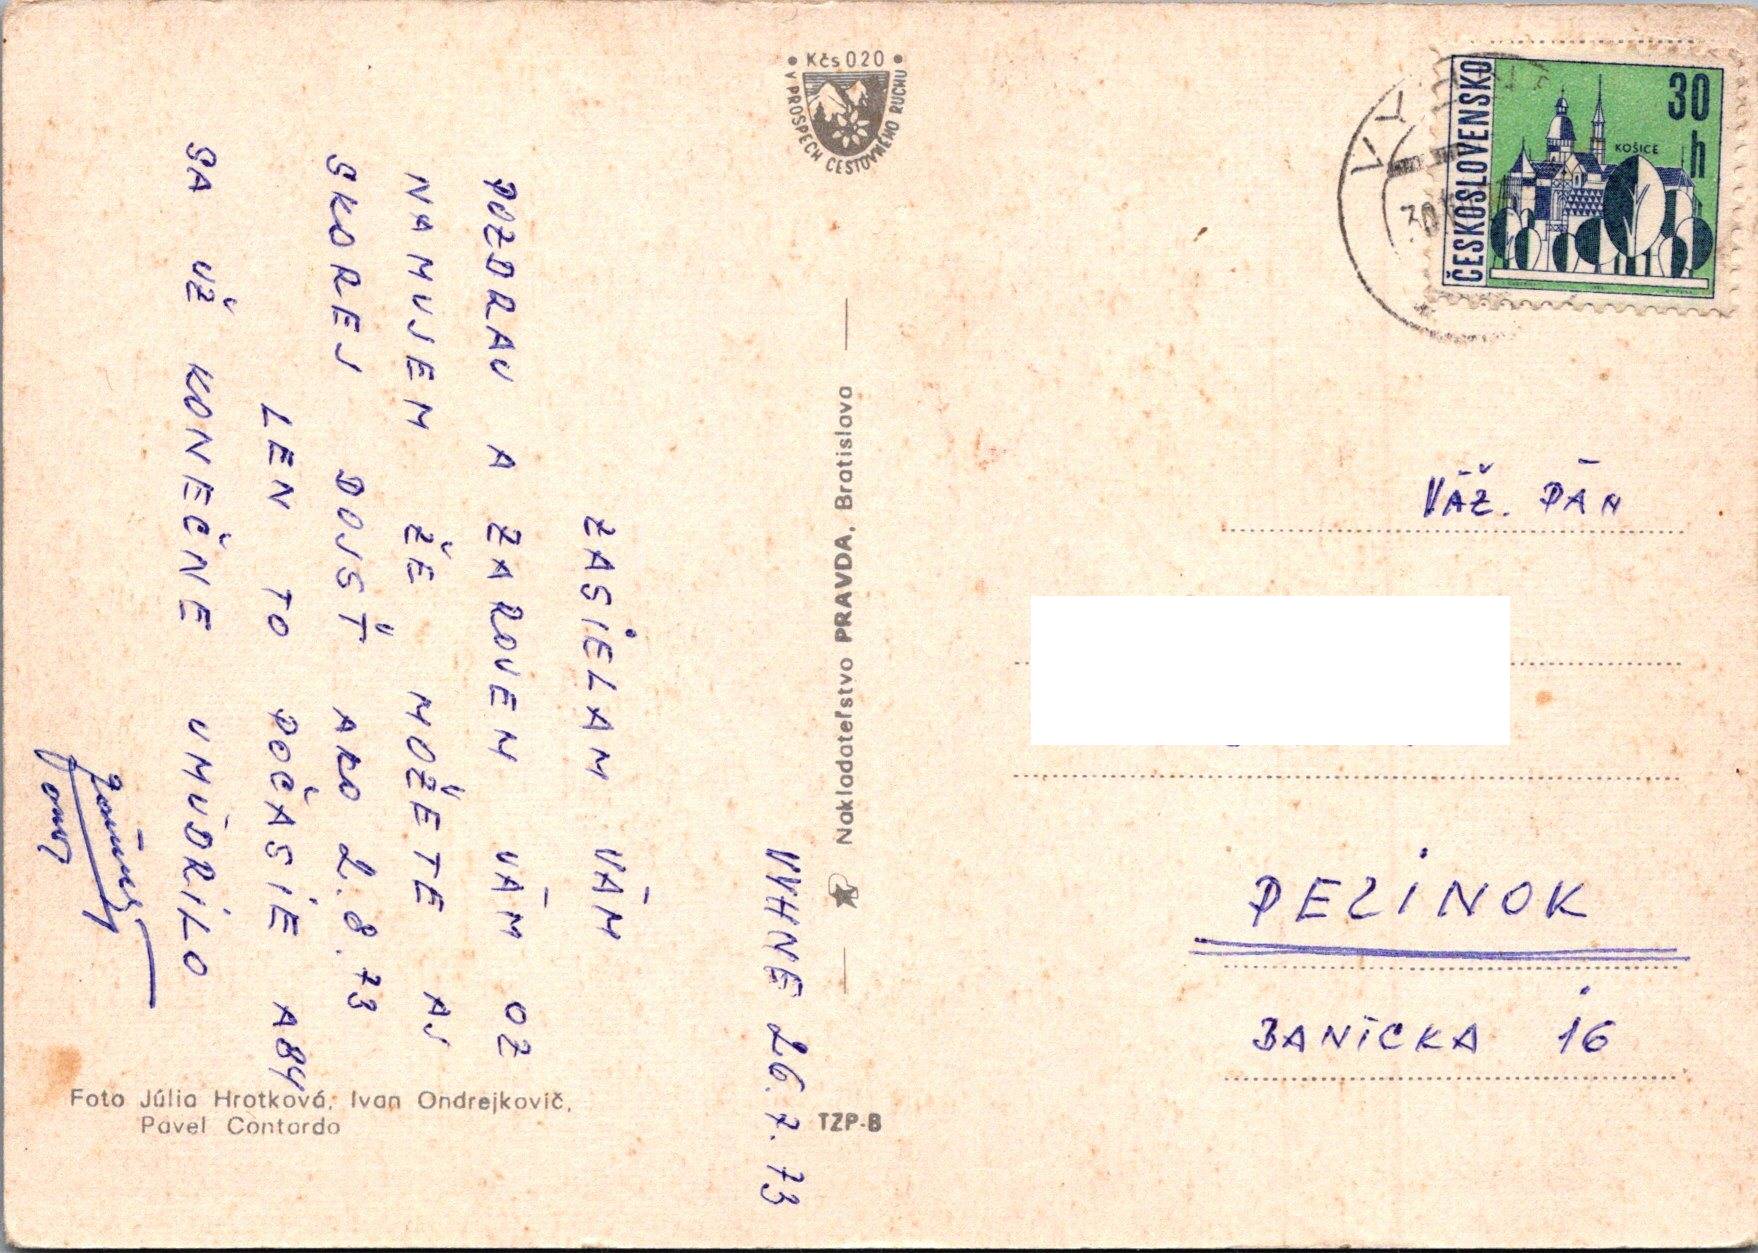 VYHNE 26.7.73
ZASIELAM VÁM
POZDRAV A ZAROVEM VÁM OZ
NAMUJEM ŽE MOŽETE AJ
SKOREJ DOJSŤ AKO 2.8.73
LEN TO POČASIE ABY
SA UŽ KONEČNE UMÚDRILO
Foto Júlia Hrotková, Ivan Ondrejkovič,
Pavel Contardo
Kčs 0.20
V PROSPECH CESTOVNÉHO RUCHU
Nakladateľstvo PRAVDA, Bratislava
TZP-B
ČESKOSLOVENSKO
30
h
KOŠICE
VÁŽ. PÁN
PEZINOK
BANÍCKA 16